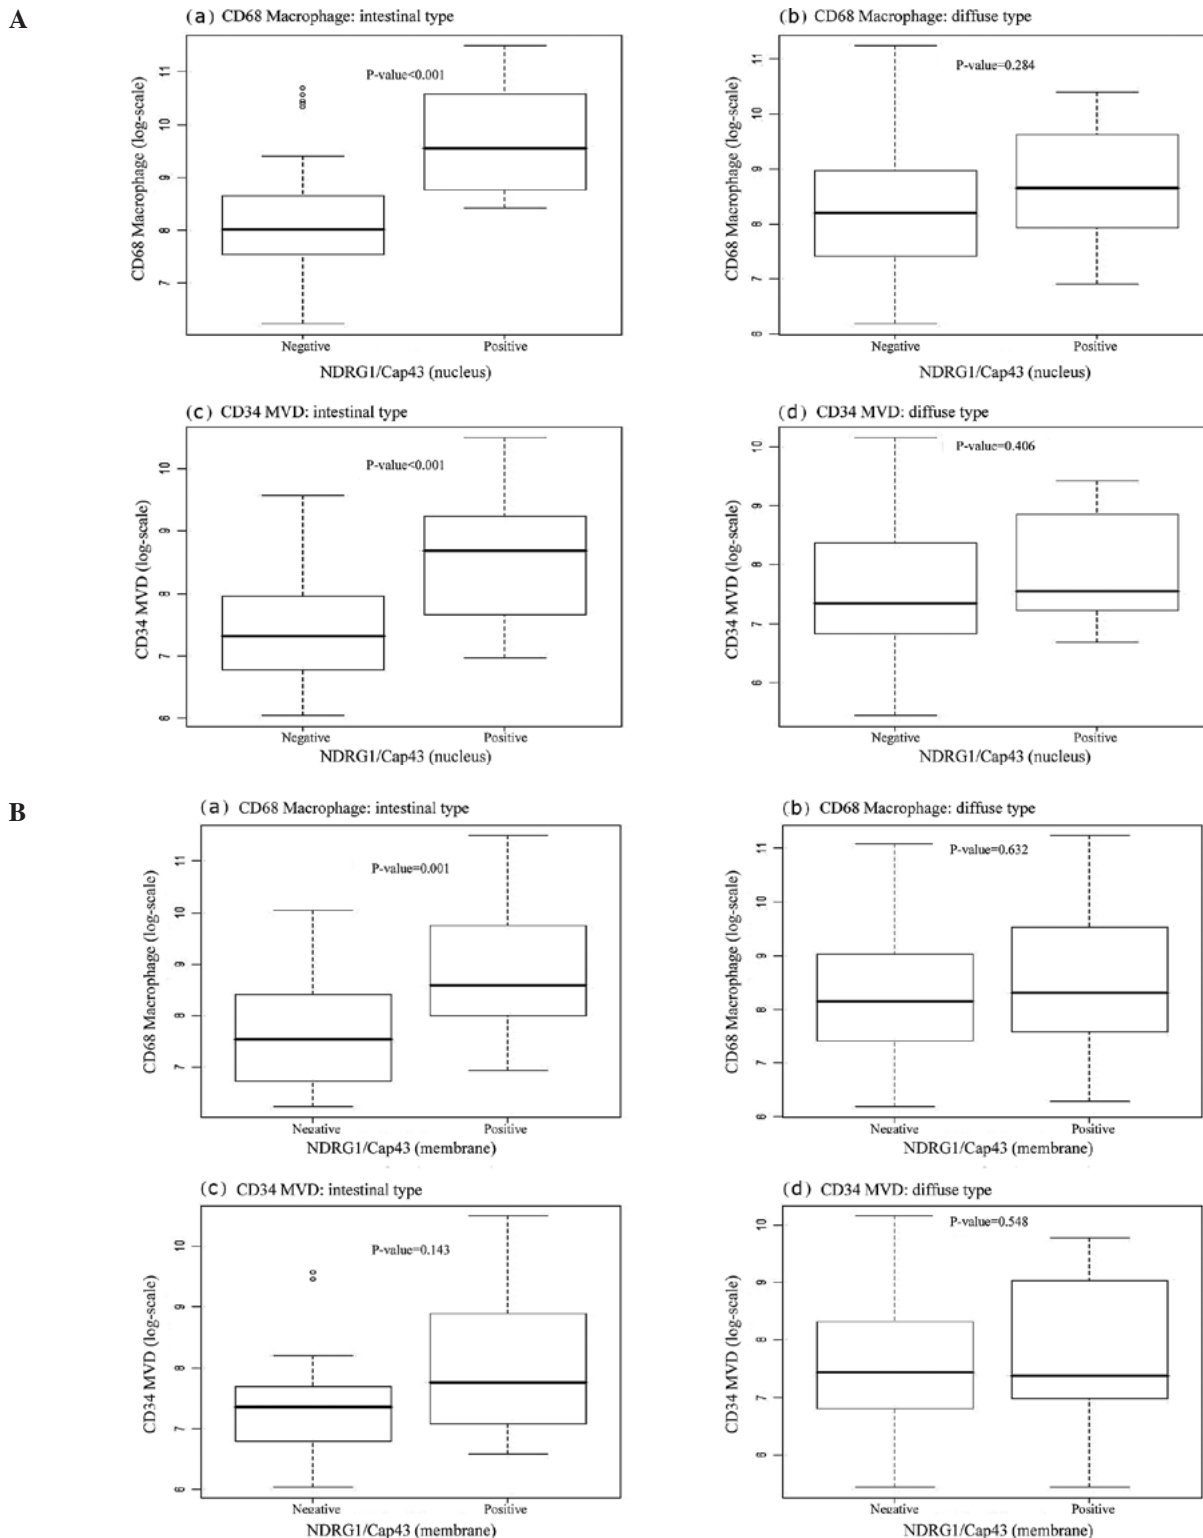 A
(a) CD68 Macrophage: intestinal type
P-value<0.001
CD68 Macrophage (log-scale)
11
10
9
8
7
Negative
Positive
NDRG1/Cap43 (nucleus)
(b) CD68 Macrophage: diffuse type
P-value=0.284
CD68 Macrophage (log-scale)
11
10
9
8
7
6
Negative
Positive
NDRG1/Cap43 (nucleus)
(c) CD34 MVD: intestinal type
P-value<0.001
CD34 MVD (log-scale)
10
9
8
7
6
Negative
Positive
NDRG1/Cap43 (nucleus)
(d) CD34 MVD: diffuse type
P-value=0.406
CD34 MVD (log-scale)
10
9
8
7
6
Negative
Positive
NDRG1/Cap43 (nucleus)
B
(a) CD68 Macrophage: intestinal type
P-value=0.001
CD68 Macrophage (log-scale)
11
10
9
8
7
Negative
Positive
NDRG1/Cap43 (membrane)
(b) CD68 Macrophage: diffuse type
P-value=0.632
CD68 Macrophage (log-scale)
11
10
9
8
7
6
Negative
Positive
NDRG1/Cap43 (membrane)
(c) CD34 MVD: intestinal type
P-value=0.143
CD34 MVD (log-scale)
10
9
8
7
6
Negative
Positive
NDRG1/Cap43 (membrane)
(d) CD34 MVD: diffuse type
P-value=0.548
CD34 MVD (log-scale)
10
9
8
7
6
Negative
Positive
NDRG1/Cap43 (membrane)